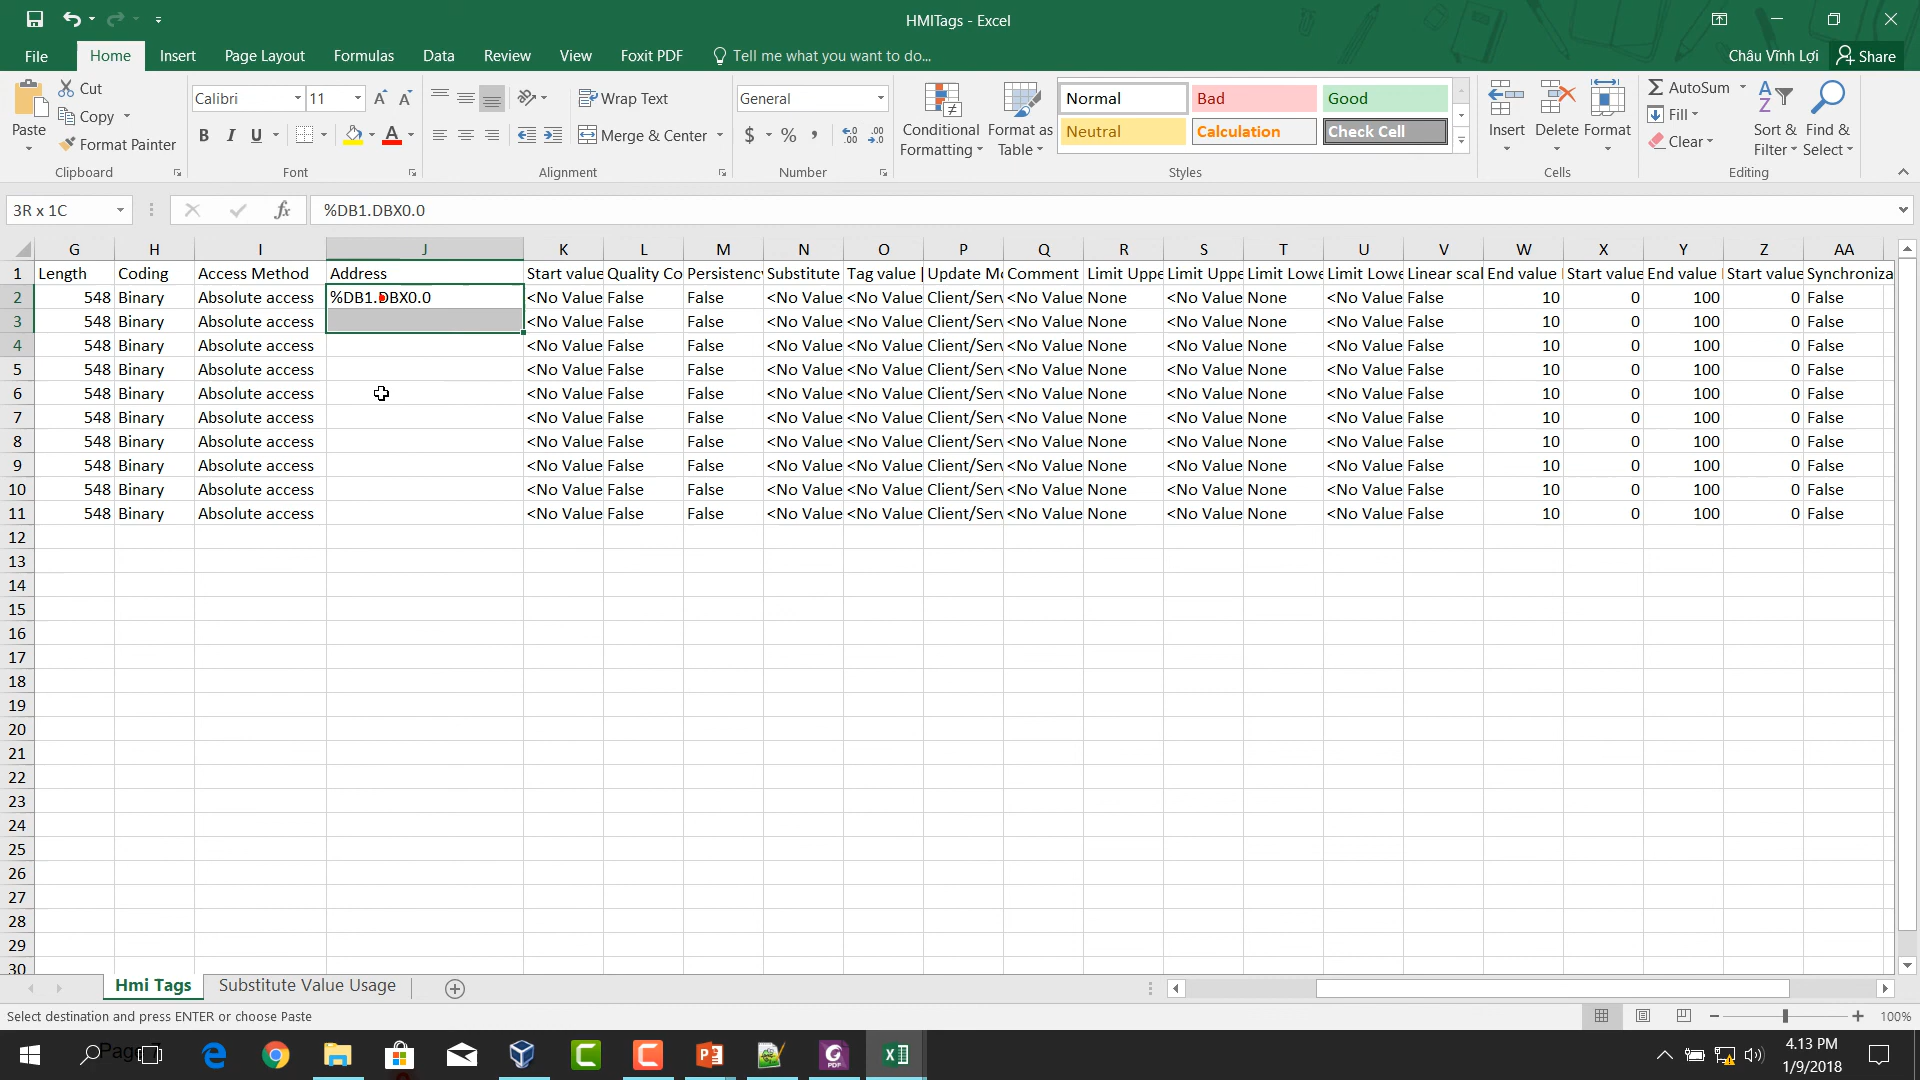 HMITags - Excel
File Home Insert Page Layout Formulas Data Review View Foxit PDF Tell me what you want to do... Châu Vĩnh Lợi Share
Cut
Copy
Format Painter
Paste
Clipboard
Calibri 11
B I U
Font
Wrap Text
Merge & Center
Alignment
General
$ % ,
Number
Conditional Formatting
Format as Table
Normal Bad Good
Neutral Calculation Check Cell
Styles
Insert Delete Format
Cells
AutoSum
Fill
Clear
Sort & Filter
Find & Select
Editing
3R x 1C fx %DB1.DBX0.0
G H I J K L M N O P Q R S T U V W X Y Z AA
1 Length Coding Access Method Address Start value Quality Co Persistency Substitute Tag value | Update Mo Comment Limit Uppe Limit Uppe Limit Lowe Limit Lowe Linear scal End value Start value End value Start value Synchroniza
2 548 Binary Absolute access %DB1.DBX0.0 <No Value False False <No Value <No Value Client/Serv <No Value None <No Value None <No Value False 10 0 100 0 False
3 548 Binary Absolute access <No Value False False <No Value <No Value Client/Serv <No Value None <No Value None <No Value False 10 0 100 0 False
4 548 Binary Absolute access <No Value False False <No Value <No Value Client/Serv <No Value None <No Value None <No Value False 10 0 100 0 False
5 548 Binary Absolute access <No Value False False <No Value <No Value Client/Serv <No Value None <No Value None <No Value False 10 0 100 0 False
6 548 Binary Absolute access <No Value False False <No Value <No Value Client/Serv <No Value None <No Value None <No Value False 10 0 100 0 False
7 548 Binary Absolute access <No Value False False <No Value <No Value Client/Serv <No Value None <No Value None <No Value False 10 0 100 0 False
8 548 Binary Absolute access <No Value False False <No Value <No Value Client/Serv <No Value None <No Value None <No Value False 10 0 100 0 False
9 548 Binary Absolute access <No Value False False <No Value <No Value Client/Serv <No Value None <No Value None <No Value False 10 0 100 0 False
10 548 Binary Absolute access <No Value False False <No Value <No Value Client/Serv <No Value None <No Value None <No Value False 10 0 100 0 False
11 548 Binary Absolute access <No Value False False <No Value <No Value Client/Serv <No Value None <No Value None <No Value False 10 0 100 0 False
12
13
14
15
16
17
18
19
20
21
22
23
24
25
26
27
28
29
30
Hmi Tags Substitute Value Usage
Select destination and press ENTER or choose Paste 100%
Page
4.13 PM
1/9/2018